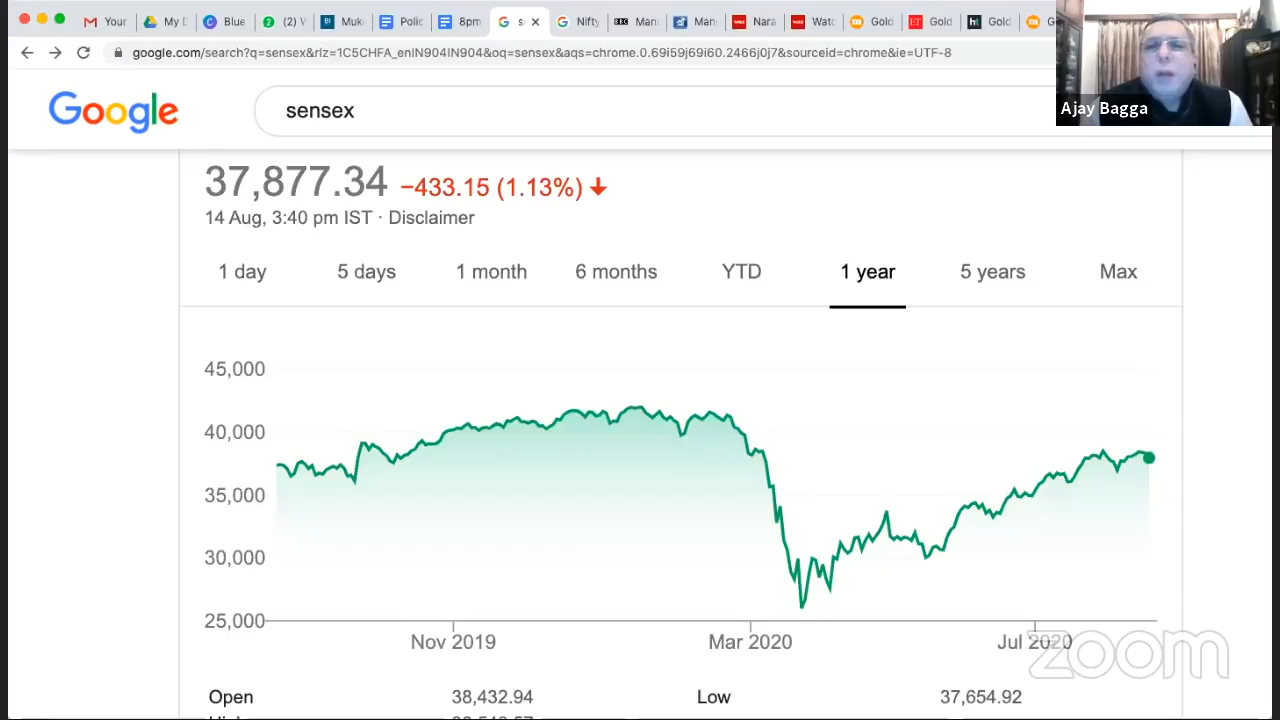 Your
My D
Blue
(2) V
Muk
Polic
8pm
s
Nifty
Man
Man
Nara
Wato
Gold
Gold
Gold
google.com/search?q=sensex&rlz=1C5CHFA_enIN904IN904&oq=sensex&aqs=chrome.0.69i59j69i60.2466j0j7&sourceid=chrome&ie=UTF-8
Ajay Bagga
Google
sensex
37,877.34 −433.15 (1.13%)
14 Aug, 3:40 pm IST · Disclaimer
1 day 5 days 1 month 6 months YTD 1 year 5 years Max
45,000
40,000
35,000
30,000
25,000
Nov 2019 Mar 2020 Jul 2020
zoom
Open 38,432.94 Low 37,654.92